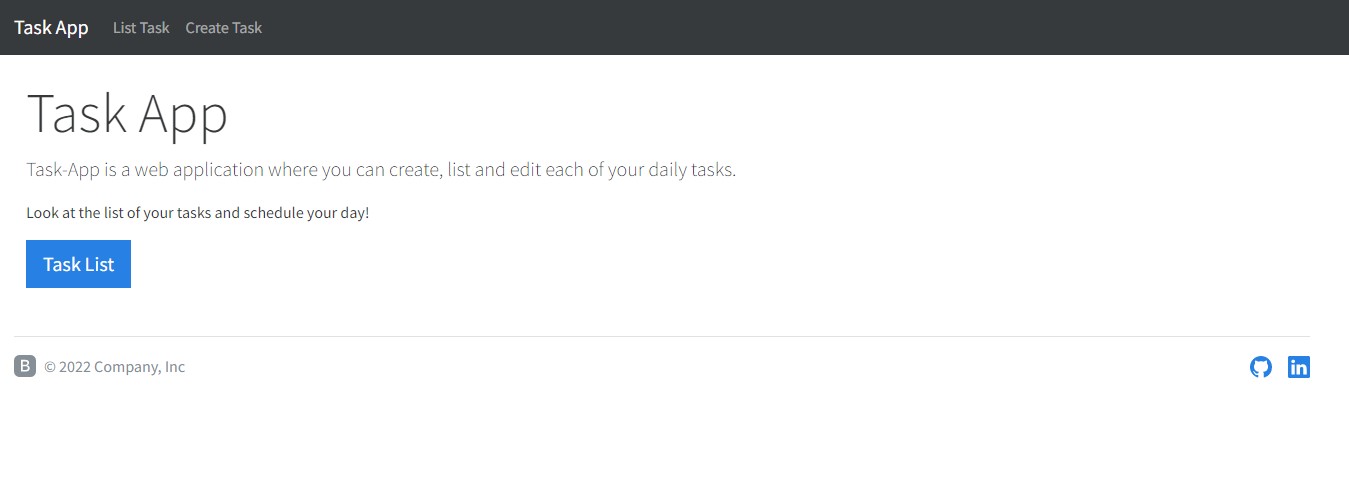 Task App List Task Create Task
Task App
Task-App is a web application where you can create, list and edit each of your daily tasks.
Look at the list of your tasks and schedule your day!
Task List
B © 2022 Company, Inc in